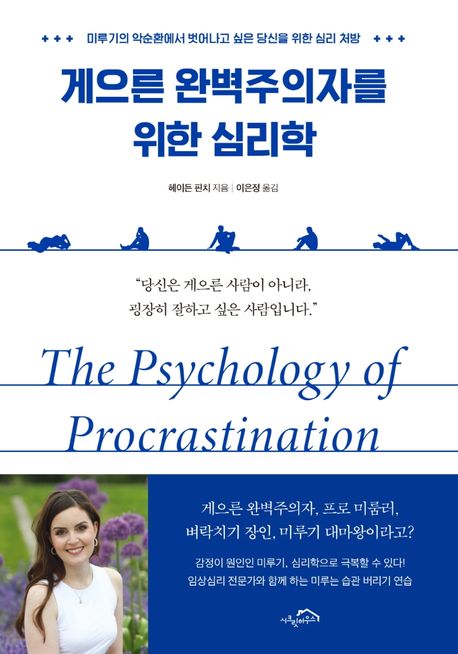 미루기의 악순환에서 벗어나고 싶은 당신을 위한 심리 처방
게으른 완벽주의자를
위한 심리학
헤이든 핀치 지음 | 이은정 옮김
“당신은 게으른 사람이 아니라,
굉장히 잘하고 싶은 사람입니다.”
The Psychology of
Procrastination
게으른 완벽주의자, 프로 미룸러,
벼락치기 장인, 미루기 대마왕이라고?
감정이 원인인 미루기, 심리학으로 극복할 수 있다!
임상심리 전문가와 함께 하는 미루는 습관 버리기 연습
시크릿하우스